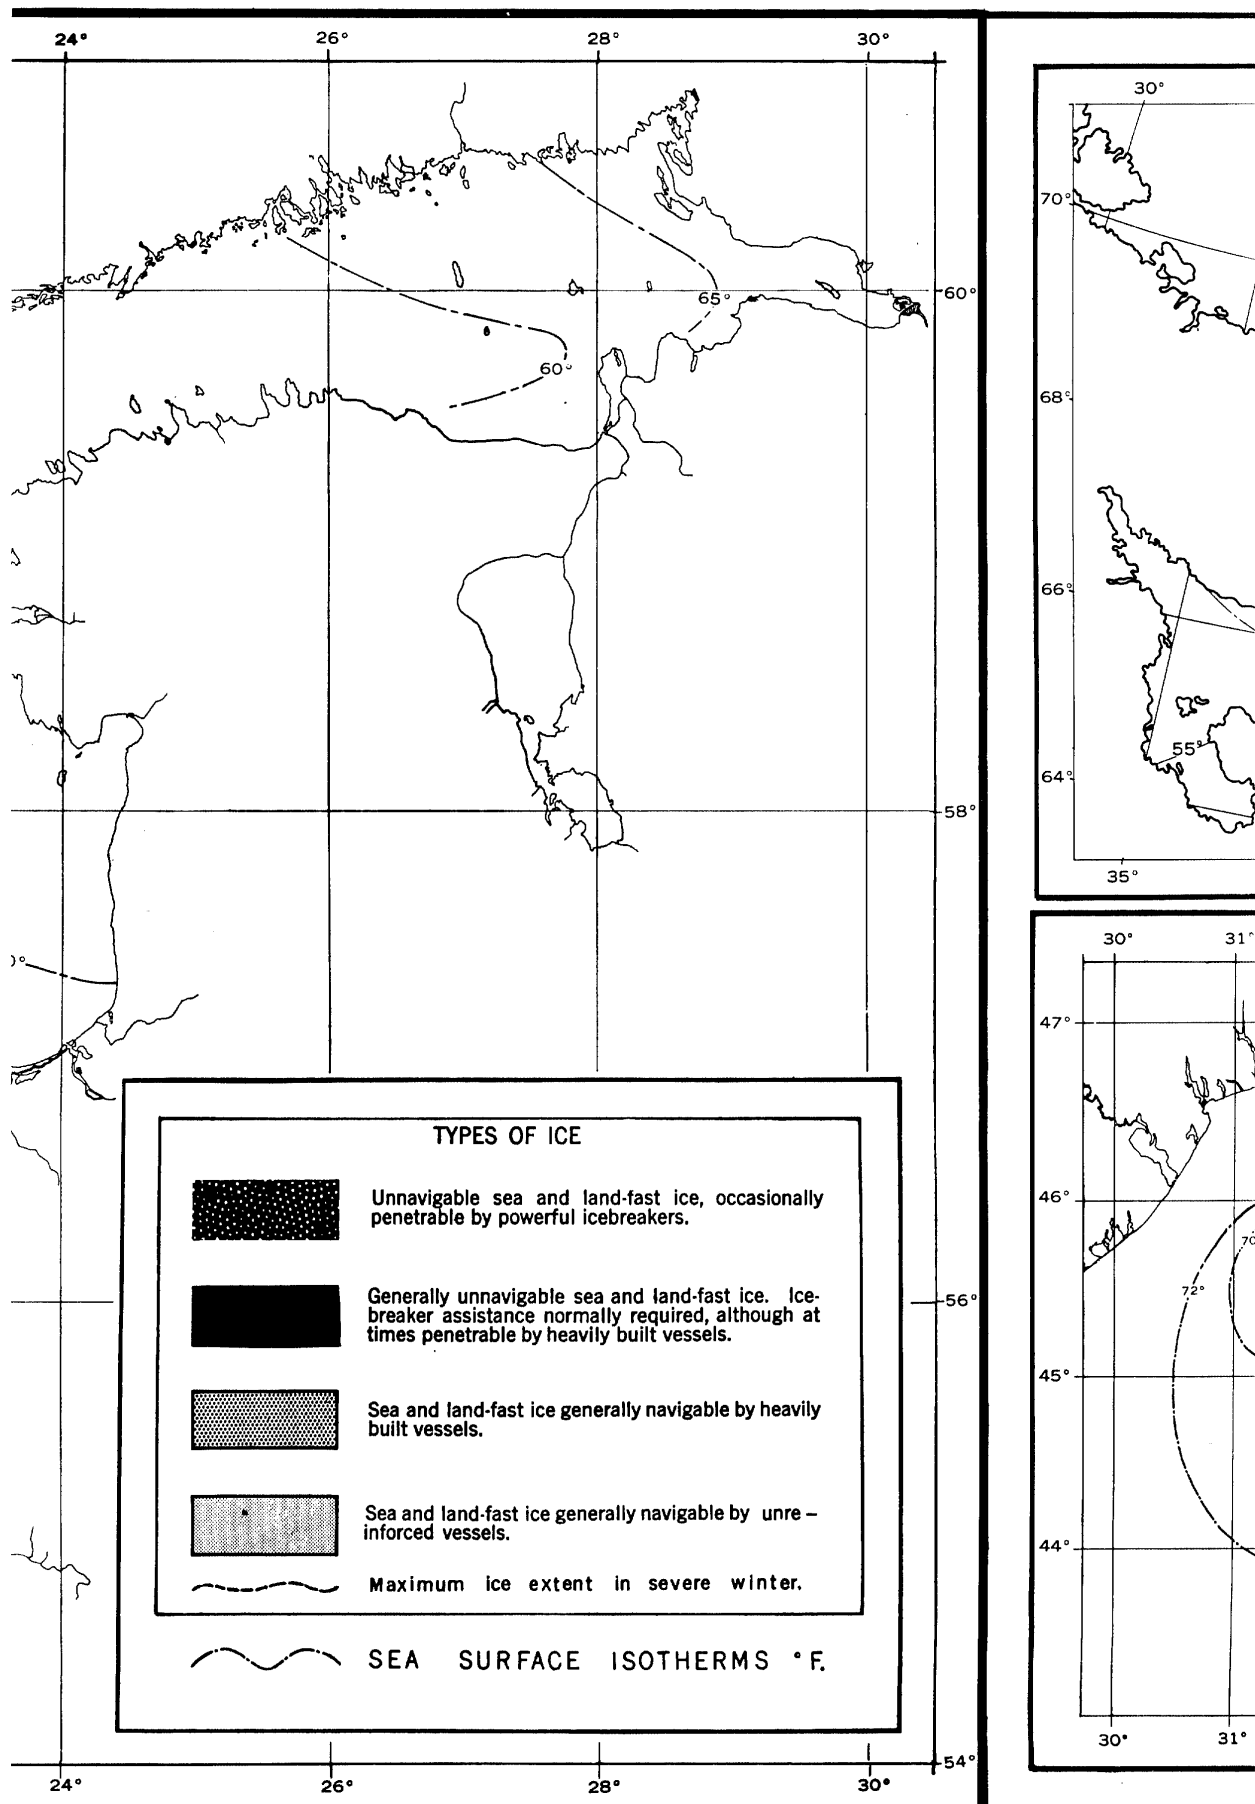 24° 26° 28° 30°
65°
60°
60°
0°
58°
TYPES OF ICE
Unnavigable sea and land-fast ice, occasionally
penetrable by powerful icebreakers.
Generally unnavigable sea and land-fast ice. Ice-
breaker assistance normally required, although at
times penetrable by heavily built vessels.
56°
Sea and land-fast ice generally navigable by heavily
built vessels.
Sea and land-fast ice generally navigable by unre-
inforced vessels.
Maximum ice extent in severe winter.
SEA SURFACE ISOTHERMS °F.
54°
24° 26° 28° 30°
30°
70°
68°
66°
55°
64°
35°
30° 31°
47°
46°
70
72°
45°
44°
30° 31°